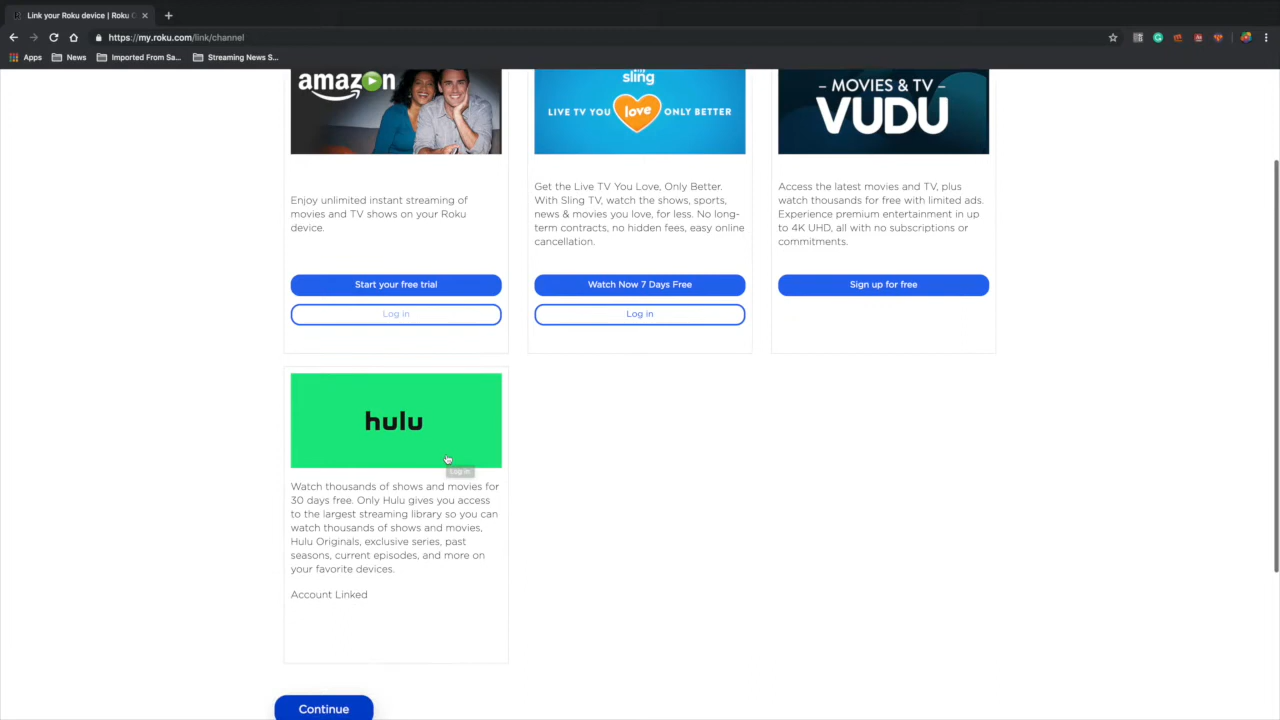 Link your Roku device | Roku
https://my.roku.com/link/channel
Apps
News
Imported From Sa...
Streaming News S...
amazon
sling
LIVE TV YOU love ONLY BETTER
- MOVIES & TV -
VUDU
Enjoy unlimited instant streaming of
movies and TV shows on your Roku
device.
Start your free trial
Log in
Get the Live TV You Love, Only Better.
With Sling TV, watch the shows, sports,
news & movies you love, for less. No long-
term contracts, no hidden fees, easy online
cancellation.
Watch Now 7 Days Free
Log in
Access the latest movies and TV, plus
watch thousands for free with limited ads.
Experience premium entertainment in up
to 4K UHD, all with no subscriptions or
commitments.
Sign up for free
hulu
Log in
Watch thousands of shows and movies for
30 days free. Only Hulu gives you access
to the largest streaming library so you can
watch thousands of shows and movies,
Hulu Originals, exclusive series, past
seasons, current episodes, and more on
your favorite devices.
Account Linked
Continue